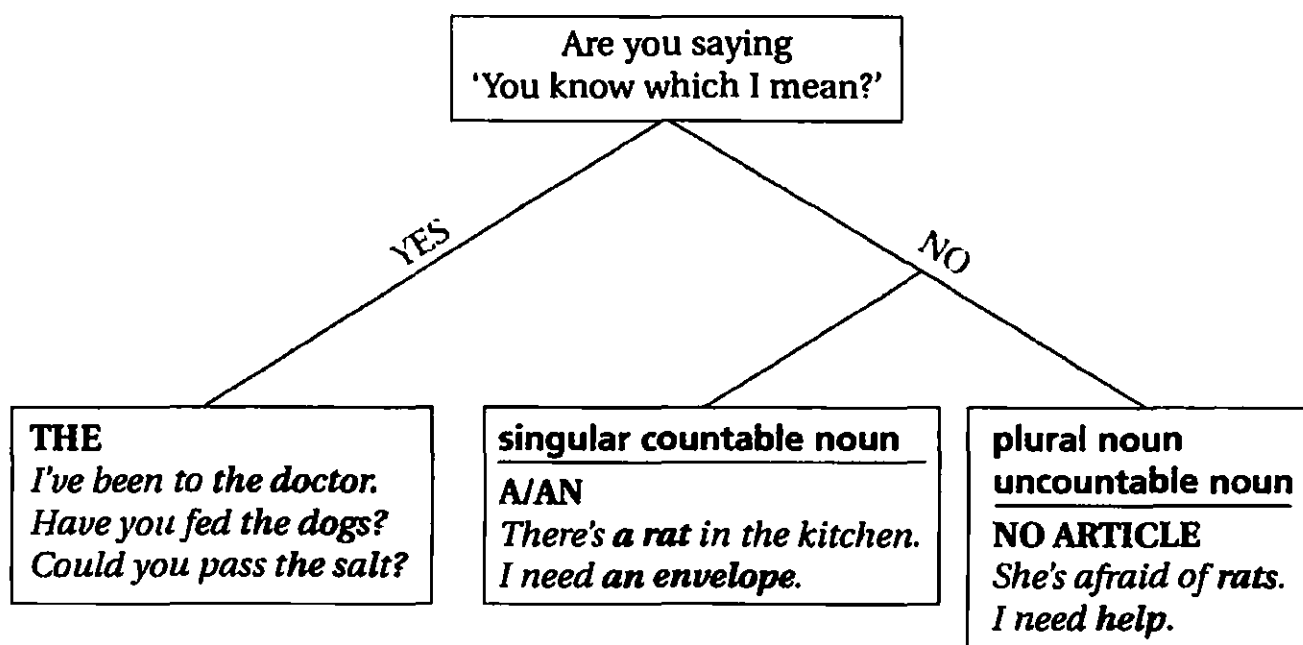 Are you saying
‘You know which I mean?’
YES
NO
THE
I've been to the doctor.
Have you fed the dogs?
Could you pass the salt?
singular countable noun
A/AN
There's a rat in the kitchen.
I need an envelope.
plural noun
uncountable noun
NO ARTICLE
She's afraid of rats.
I need help.